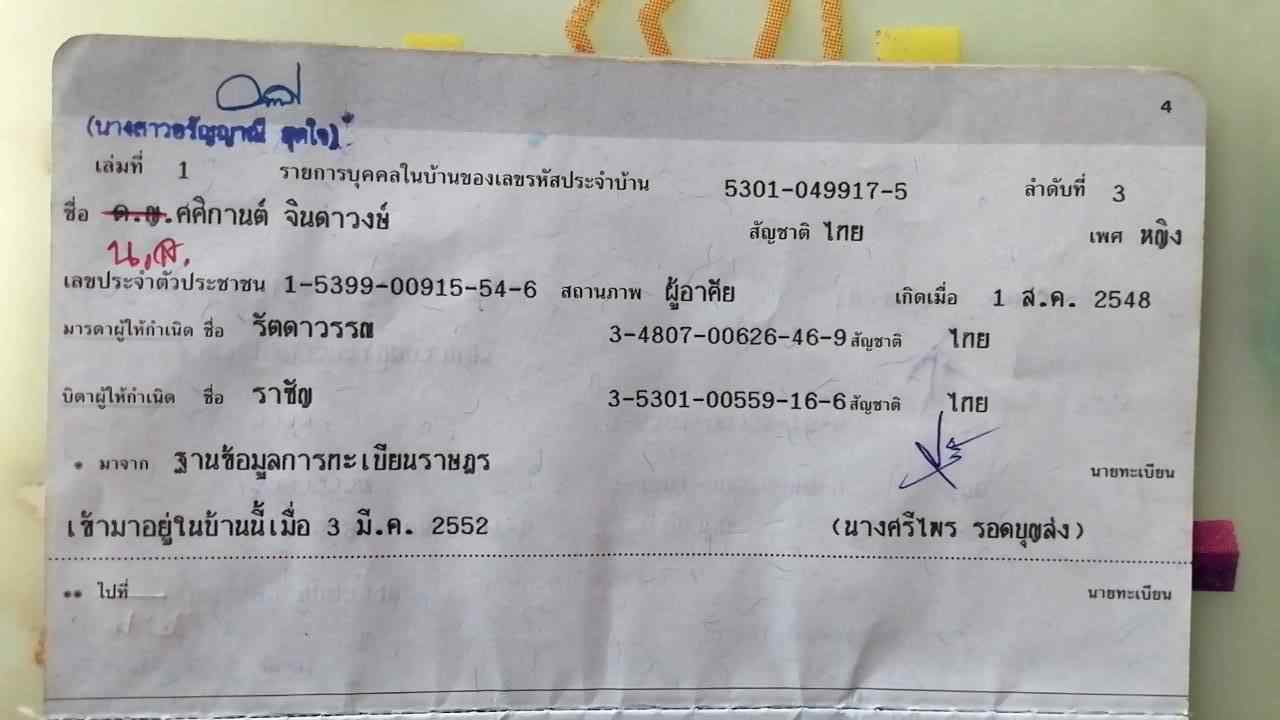 4
(นางสาวอรัญญาณี สุดใจ)
เล่มที่ 1 รายการบุคคลในบ้านของเลขรหัสประจำบ้าน 5301-049917-5 ลำดับที่ 3
ชื่อ ด.ญ.ศศิกานต์ จินดาวงษ์ สัญชาติ ไทย เพศ หญิง
น.ส.
เลขประจำตัวประชาชน 1-5399-00915-54-6 สถานภาพ ผู้อาศัย เกิดเมื่อ 1 ส.ค. 2548
มารดาผู้ให้กำเนิด ชื่อ รัตดาวรรณ 3-4807-00626-46-9 สัญชาติ ไทย
บิดาผู้ให้กำเนิด ชื่อ ราชัญ 3-5301-00559-16-6 สัญชาติ ไทย
* มาจาก ฐานข้อมูลการทะเบียนราษฎร นายทะเบียน
เข้ามาอยู่ในบ้านนี้เมื่อ 3 มี.ค. 2552 (นางศรีไพร รอดบุญส่ง)
** ไปที่ นายทะเบียน